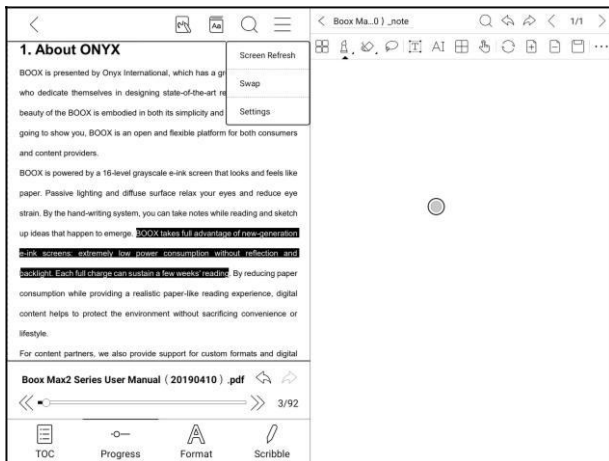 Aa
1. About ONYX
Screen Refresh
Swap
Settings
BOOX is presented by Onyx International, which has a gr
who dedicate themselves in designing state-of-the-art re
beauty of the BOOX is embodied in both its simplicity and
going to show you, BOOX is an open and flexible platform for both consumers
and content providers.
BOOX is powered by a 16-level grayscale e-ink screen that looks and feels like
paper. Passive lighting and diffuse surface relax your eyes and reduce eye
strain. By the hand-writing system, you can take notes while reading and sketch
up ideas that happen to emerge. BOOX takes full advantage of new-generation
e-ink screens: extremely low power consumption without reflection and
backlight. Each full charge can sustain a few weeks' reading. By reducing paper
consumption while providing a realistic paper-like reading experience, digital
content helps to protect the environment without sacrificing convenience or
lifestyle.
For content partners, we also provide support for custom formats and digital
Boox Max2 Series User Manual（20190410）.pdf
3/92
TOC
Progress
Format
Scribble
Boox Ma...0）_note
1/1
T
AI